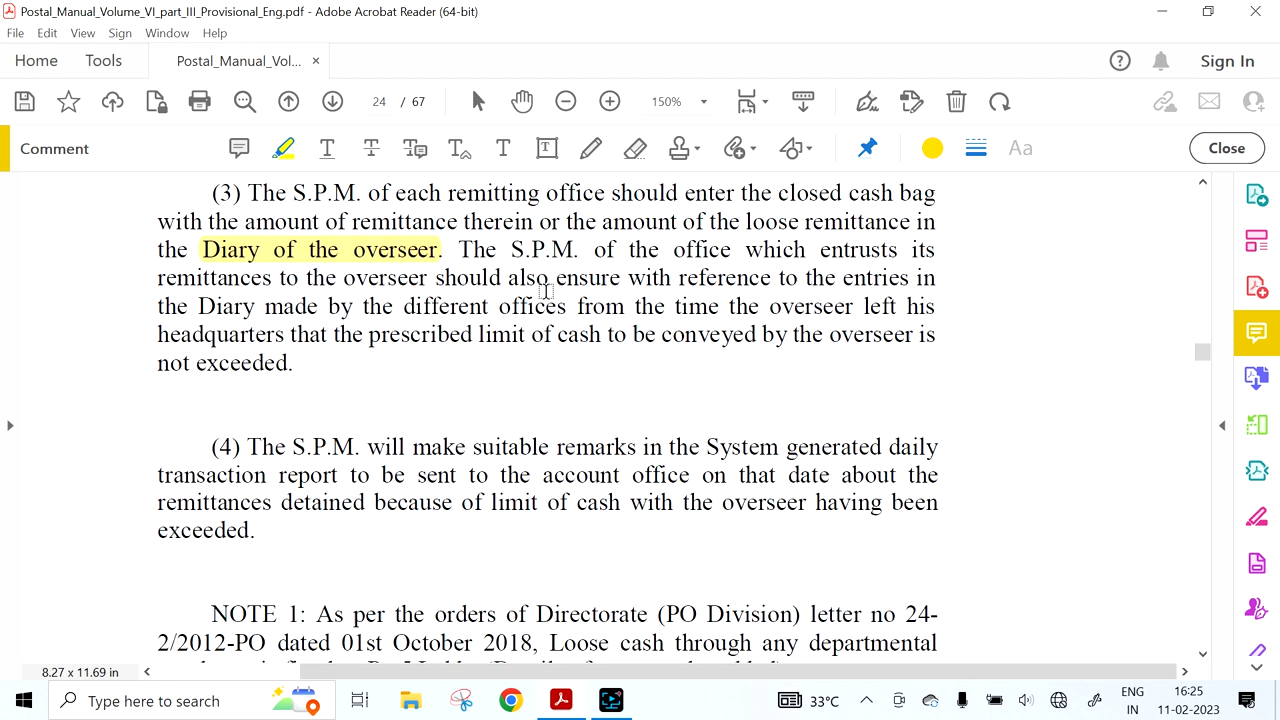 Postal_Manual_Volume_VI_part_III_Provisional_Eng.pdf - Adobe Acrobat Reader (64-bit)
File Edit View Sign Window Help
Home Tools Postal_Manual_Vol... × Sign In
24 / 67 150%
Comment Aa Close
(3) The S.P.M. of each remitting office should enter the closed cash bag
with the amount of remittance therein or the amount of the loose remittance in
the Diary of the overseer. The S.P.M. of the office which entrusts its
remittances to the overseer should also ensure with reference to the entries in
the Diary made by the different offices from the time the overseer left his
headquarters that the prescribed limit of cash to be conveyed by the overseer is
not exceeded.
(4) The S.P.M. will make suitable remarks in the System generated daily
transaction report to be sent to the account office on that date about the
remittances detained because of limit of cash with the overseer having been
exceeded.
NOTE 1: As per the orders of Directorate (PO Division) letter no 24-
2/2012-PO dated 01st October 2018, Loose cash through any departmental
8.27 x 11.69 in
Type here to search 33°C ENG 16:25
IN 11-02-2023